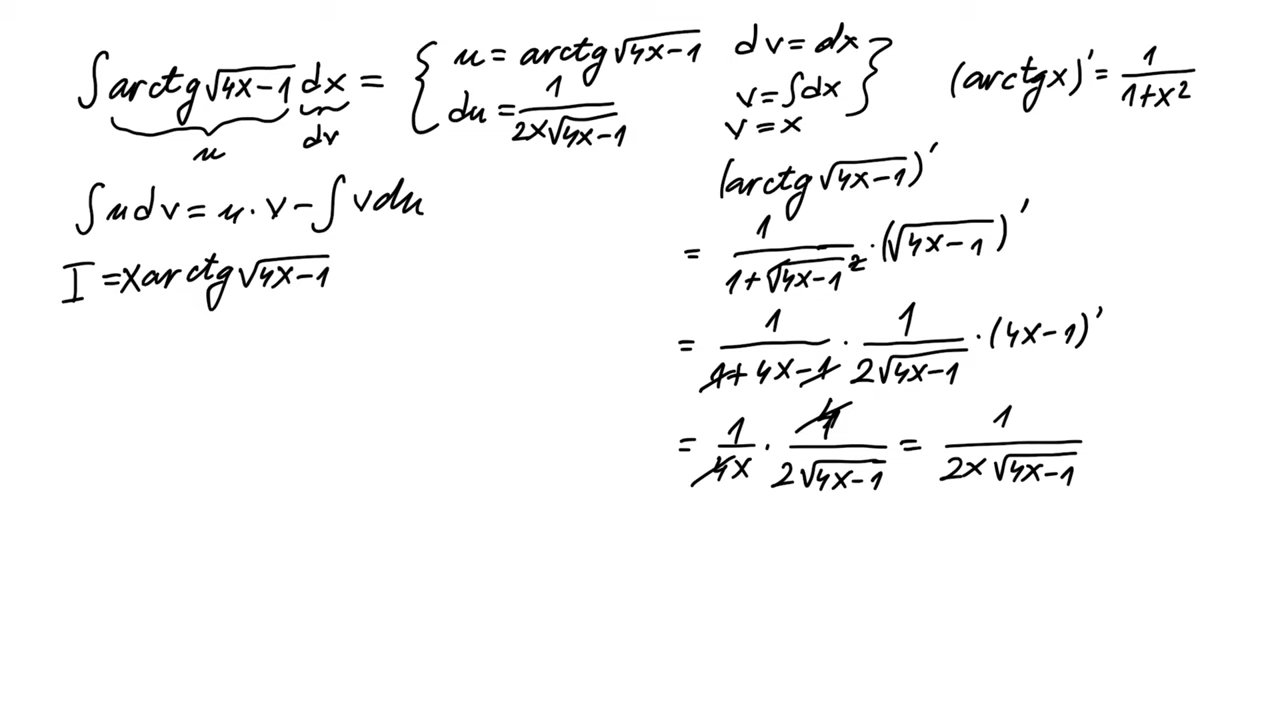 ∫ arctg √(4x−1) dx = { u = arctg √(4x−1)   dv = dx }   (arctg x)' = 1/(1+x²)
u   dv   du = 1/(2x√(4x−1))   v = ∫dx
v = x
∫ u dv = u · v − ∫ v du   (arctg √(4x−1))'
= 1/(1+√(4x−1)²) · (√(4x−1))'
I = x arctg √(4x−1)
= 1/(1+4x−1) · 1/(2√(4x−1)) · (4x−1)'
= 1/(4x) · 4/(2√(4x−1)) = 1/(2x √(4x−1))